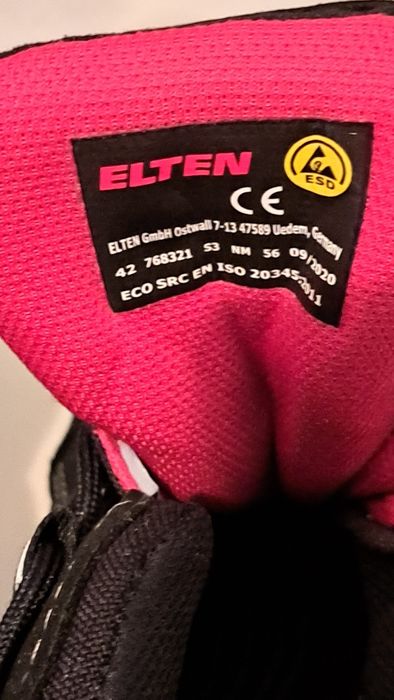 ELTEN
ESD
CE
ELTEN GmbH Ostwall 7-13 47589 Uedem, Germany
42 768321 S3 NM 56 09/2020
ECO SRC EN ISO 20345:2011